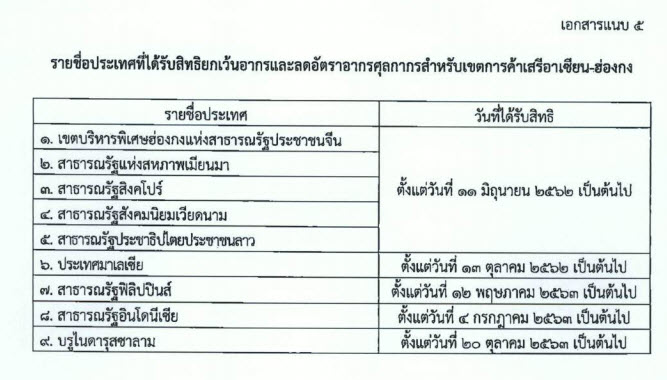 เอกสารแนบ ๕
รายชื่อประเทศที่ได้รับสิทธิยกเว้นอากรและลดอัตราอากรศุลกากรสำหรับเขตการค้าเสรีอาเซียน-ฮ่องกง
รายชื่อประเทศ วันที่ได้รับสิทธิ
๑. เขตบริหารพิเศษฮ่องกงแห่งสาธารณรัฐประชาชนจีน
๒. สาธารณรัฐแห่งสหภาพเมียนมา
๓. สาธารณรัฐสิงคโปร์ ตั้งแต่วันที่ ๑๑ มิถุนายน ๒๕๖๒ เป็นต้นไป
๔. สาธารณรัฐสังคมนิยมเวียดนาม
๕. สาธารณรัฐประชาธิปไตยประชาชนลาว
๖. ประเทศมาเลเซีย ตั้งแต่วันที่ ๑๓ ตุลาคม ๒๕๖๒ เป็นต้นไป
๗. สาธารณรัฐฟิลิปปินส์ ตั้งแต่วันที่ ๑๒ พฤษภาคม ๒๕๖๓ เป็นต้นไป
๘. สาธารณรัฐอินโดนีเซีย ตั้งแต่วันที่ ๔ กรกฎาคม ๒๕๖๓ เป็นต้นไป
๙. บรูไนดารุสซาลาม ตั้งแต่วันที่ ๒๐ ตุลาคม ๒๕๖๓ เป็นต้นไป